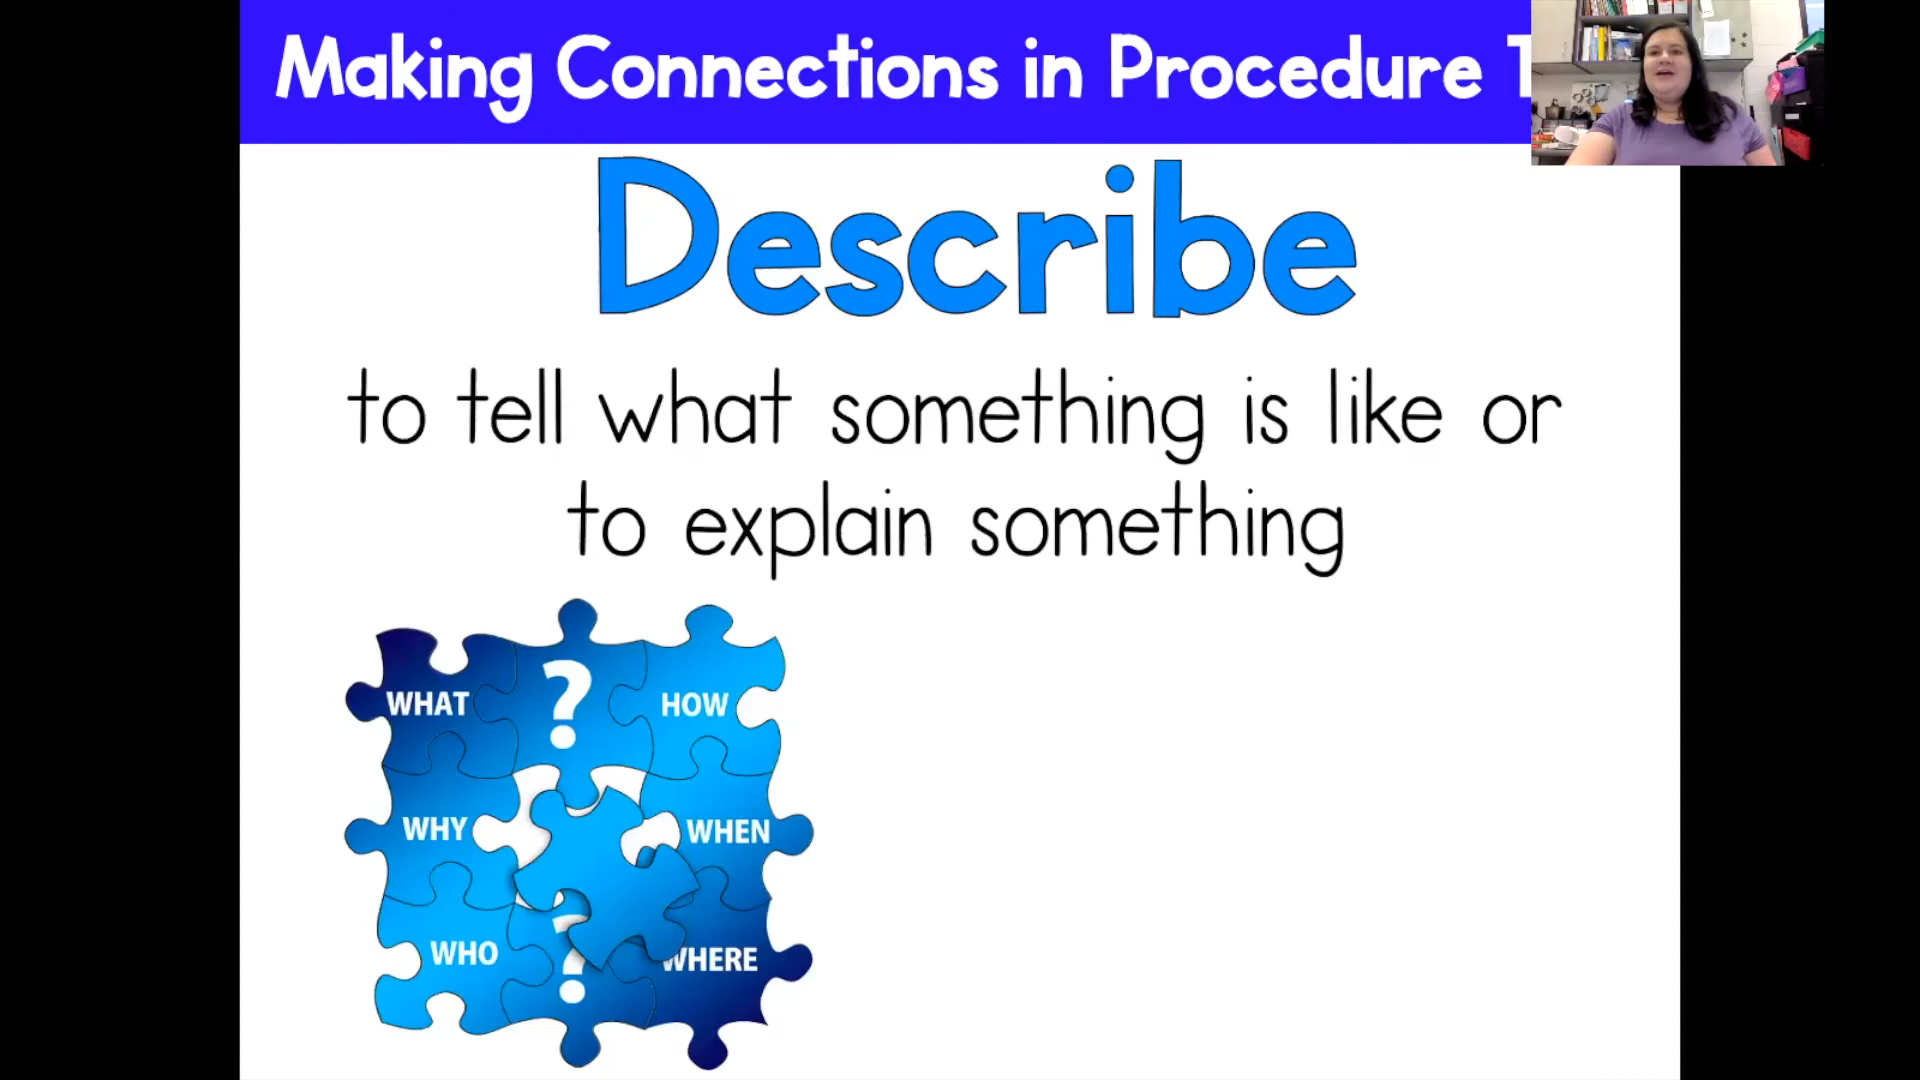 Making Connections in Procedure T
Describe
to tell what something is like or
to explain something
WHAT ? HOW
WHY WHEN
WHO ? WHERE